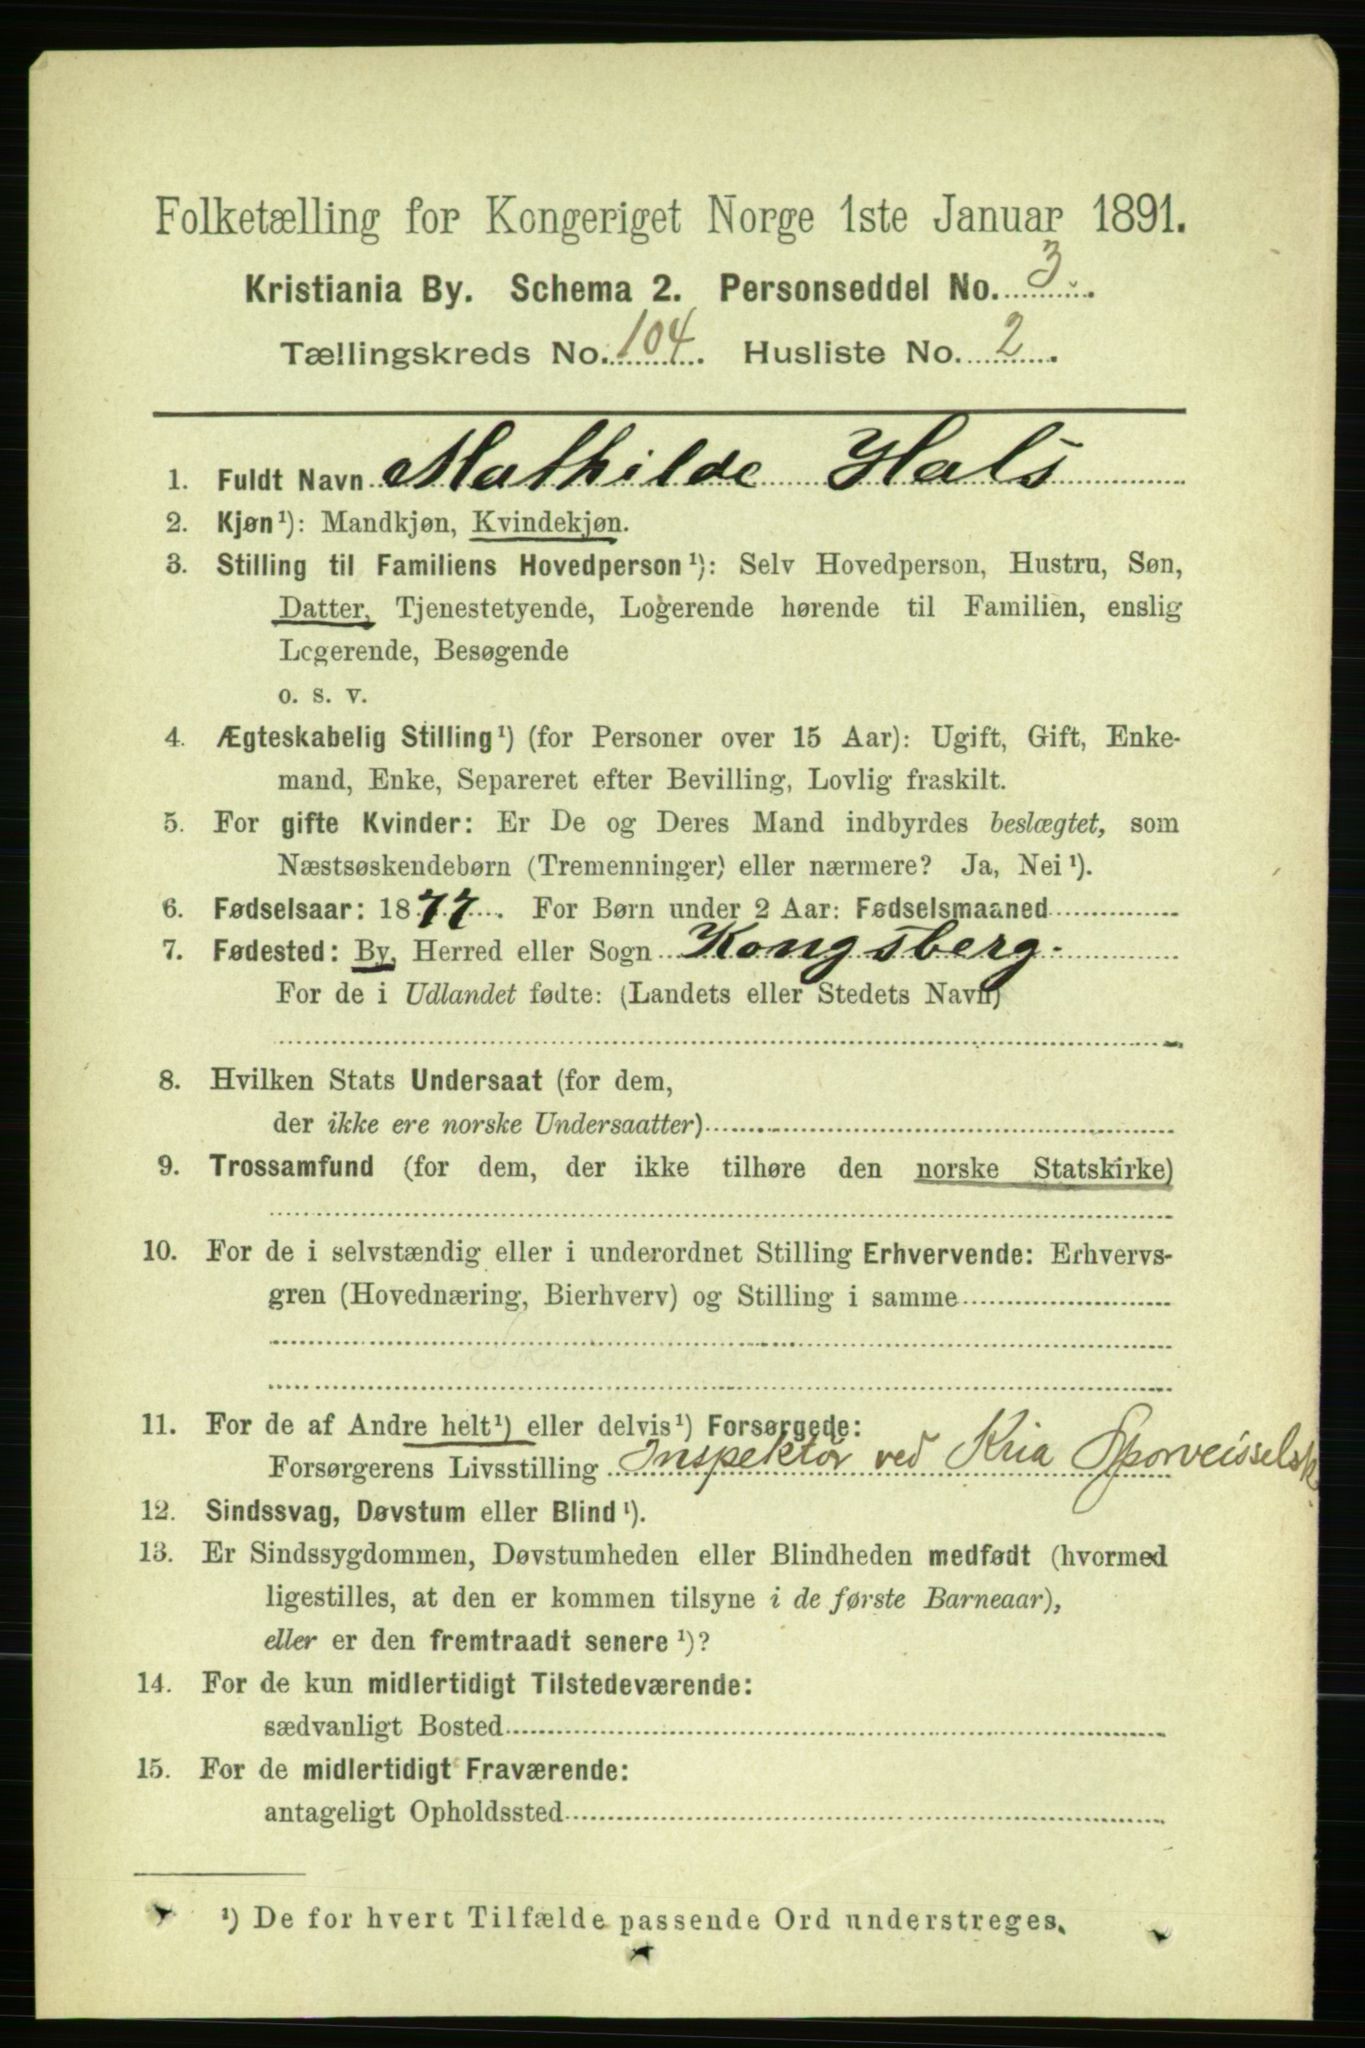 Folketælling for Kongeriget Norge 1ste Januar 1891.
Kristiania By. Schema 2. Personseddel No. 3.
Tællingskreds No. 104. Husliste No. 2.
1. Fuldt Navn Mathilde Hals
2. Kjøn¹): Mandkjøn, Kvindekjøn.
3. Stilling til Familiens Hovedperson¹): Selv Hovedperson, Hustru, Søn,
Datter, Tjenestetyende, Logerende hørende til Familien, enslig
Logerende, Besøgende
o. s. v.
4. Ægteskabelig Stilling¹) (for Personer over 15 Aar): Ugift, Gift, Enke-
mand, Enke, Separeret efter Bevilling, Lovlig fraskilt.
5. For gifte Kvinder: Er De og Deres Mand indbyrdes beslægtet, som
Næstsøskendebørn (Tremenninger) eller nærmere? Ja, Nei¹).
6. Fødselsaar: 1877. For Børn under 2 Aar: Fødselsmaaned
7. Fødested: By, Herred eller Sogn Kongsberg.
For de i Udlandet fødte: (Landets eller Stedets Navn)
8. Hvilken Stats Undersaat (for dem,
der ikke ere norske Undersaatter)
9. Trossamfund (for dem, der ikke tilhøre den norske Statskirke)
10. For de i selvstændig eller i underordnet Stilling Erhvervende: Erhvervs-
gren (Hovednæring, Bierhverv) og Stilling i samme
11. For de af Andre helt¹) eller delvis¹) Forsørgede:
Forsørgerens Livsstilling Inspektør ved Kria Sporveisselsk.
12. Sindssvag, Døvstum eller Blind¹).
13. Er Sindssygdommen, Døvstumheden eller Blindheden medfødt (hvormed
ligestilles, at den er kommen tilsyne i de første Barneaar),
eller er den fremtraadt senere¹)?
14. For de kun midlertidigt Tilstedeværende:
sædvanligt Bosted
15. For de midlertidigt Fraværende:
antageligt Opholdssted
¹) De for hvert Tilfælde passende Ord understreges.